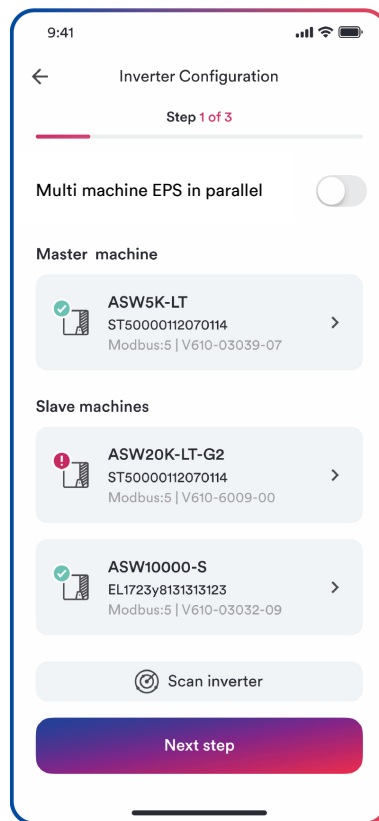 9:41
Inverter Configuration
Step 1 of 3
Multi machine EPS in parallel
Master machine
ASW5K-LT
ST50000112070114
Modbus:5 | V610-03039-07
Slave machines
ASW20K-LT-G2
ST50000112070114
Modbus:5 | V610-6009-00
ASW10000-S
EL1723y8131313123
Modbus:5 | V610-03032-09
Scan inverter
Next step